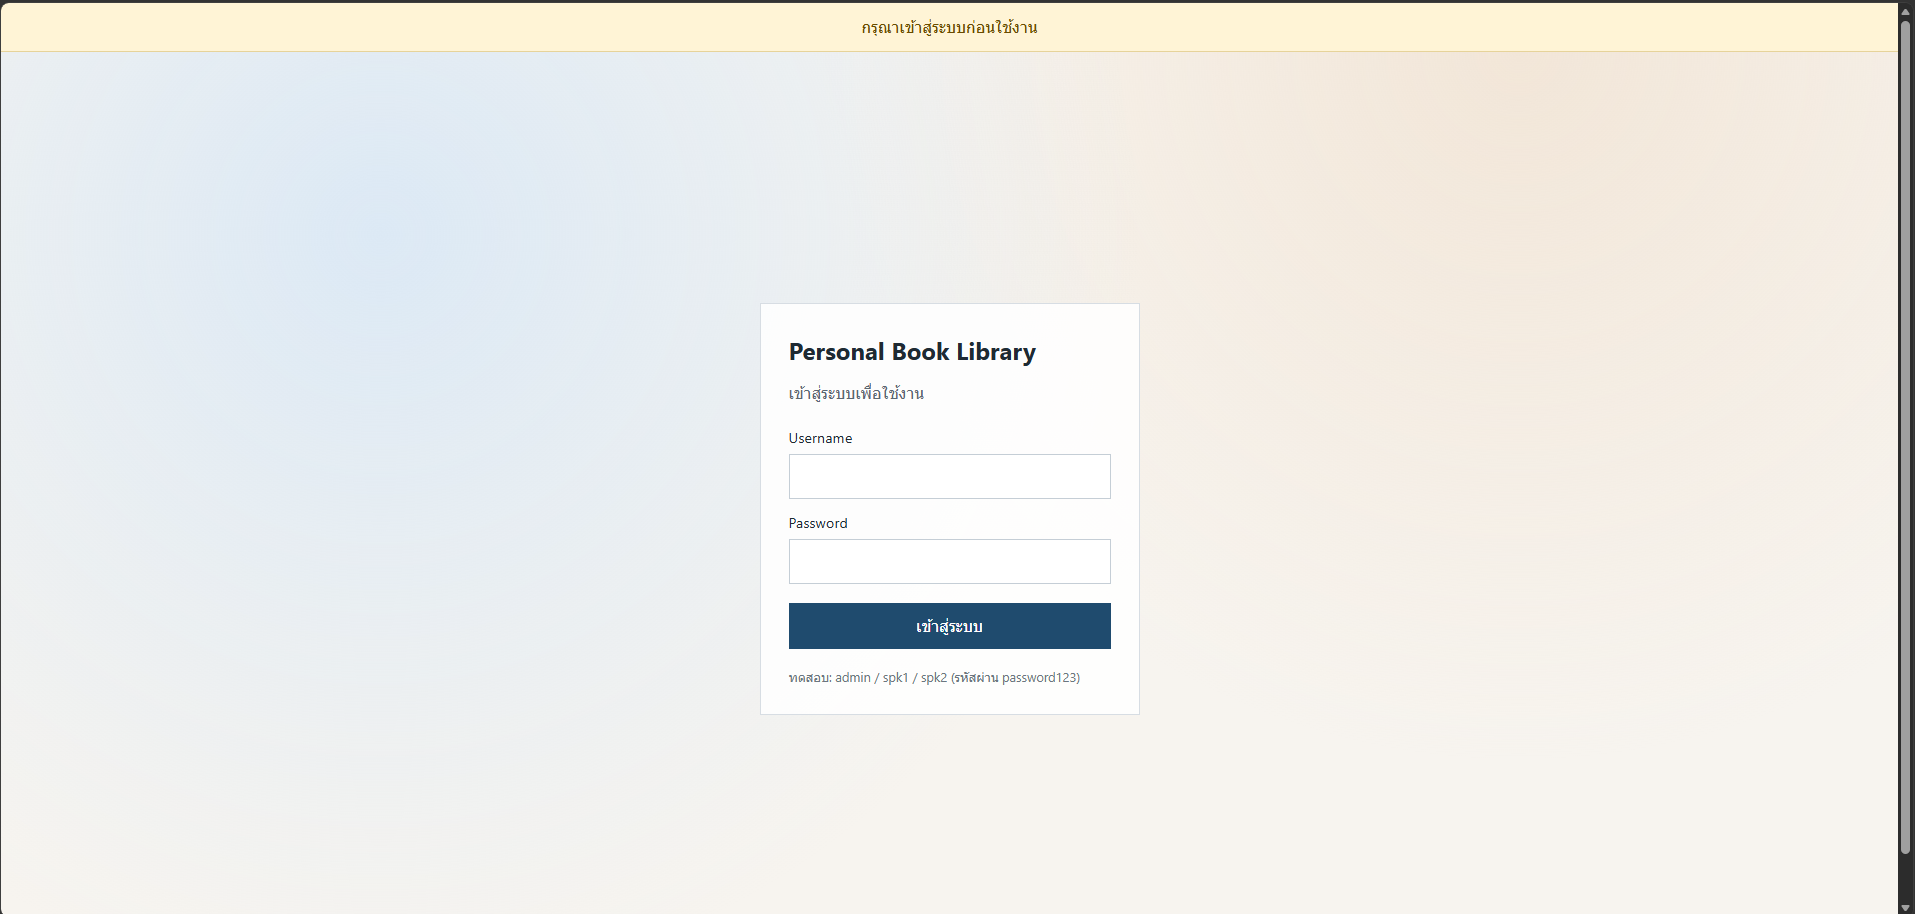 กรุณาเข้าสู่ระบบก่อนใช้งาน
Personal Book Library
เข้าสู่ระบบเพื่อใช้งาน
Username
Password
เข้าสู่ระบบ
ทดสอบ: admin / spk1 / spk2 (รหัสผ่าน password123)